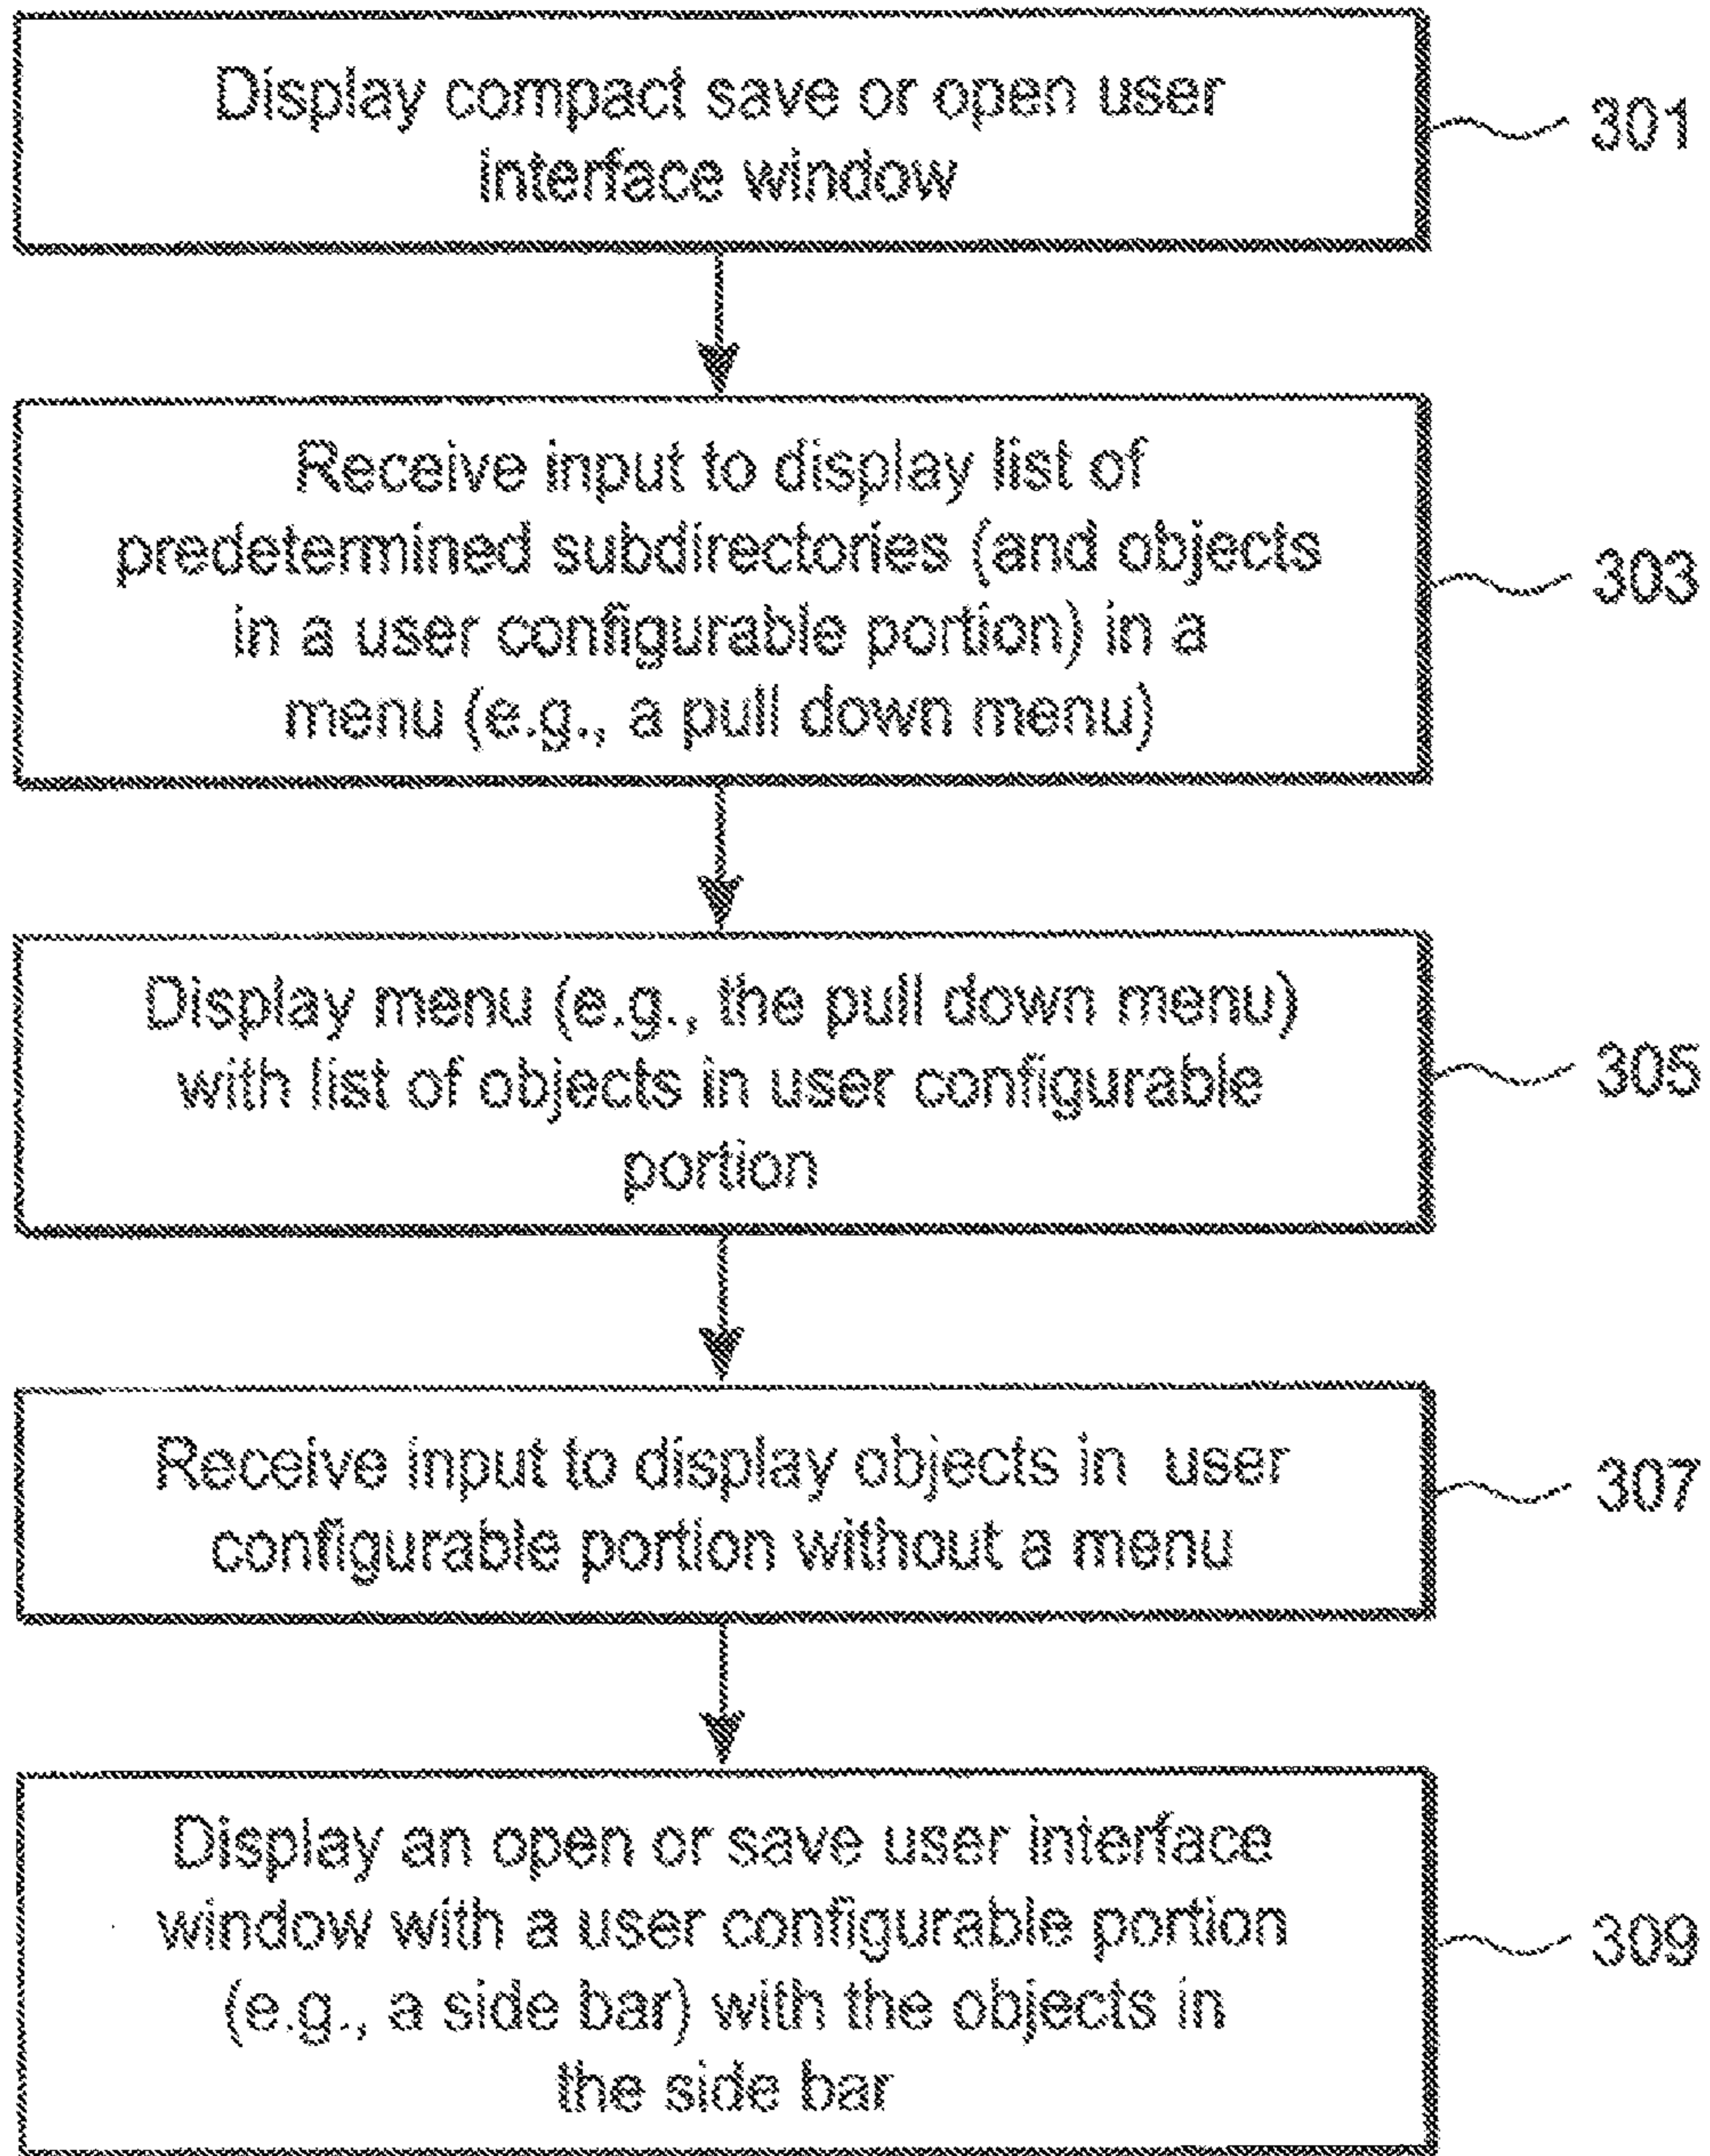 Display compact save or open user
interface window
301
Receive input to display list of
predetermined subdirectories (and objects
in a user configurable portion) in a
menu (e.g., a pull down menu)
303
Display menu (e.g., the pull down menu)
with list of objects in user configurable
portion
305
Receive input to display objects in user
configurable portion without a menu
307
Display an open or save user interface
window with a user configurable portion
(e.g., a side bar) with the objects in
the side bar
309